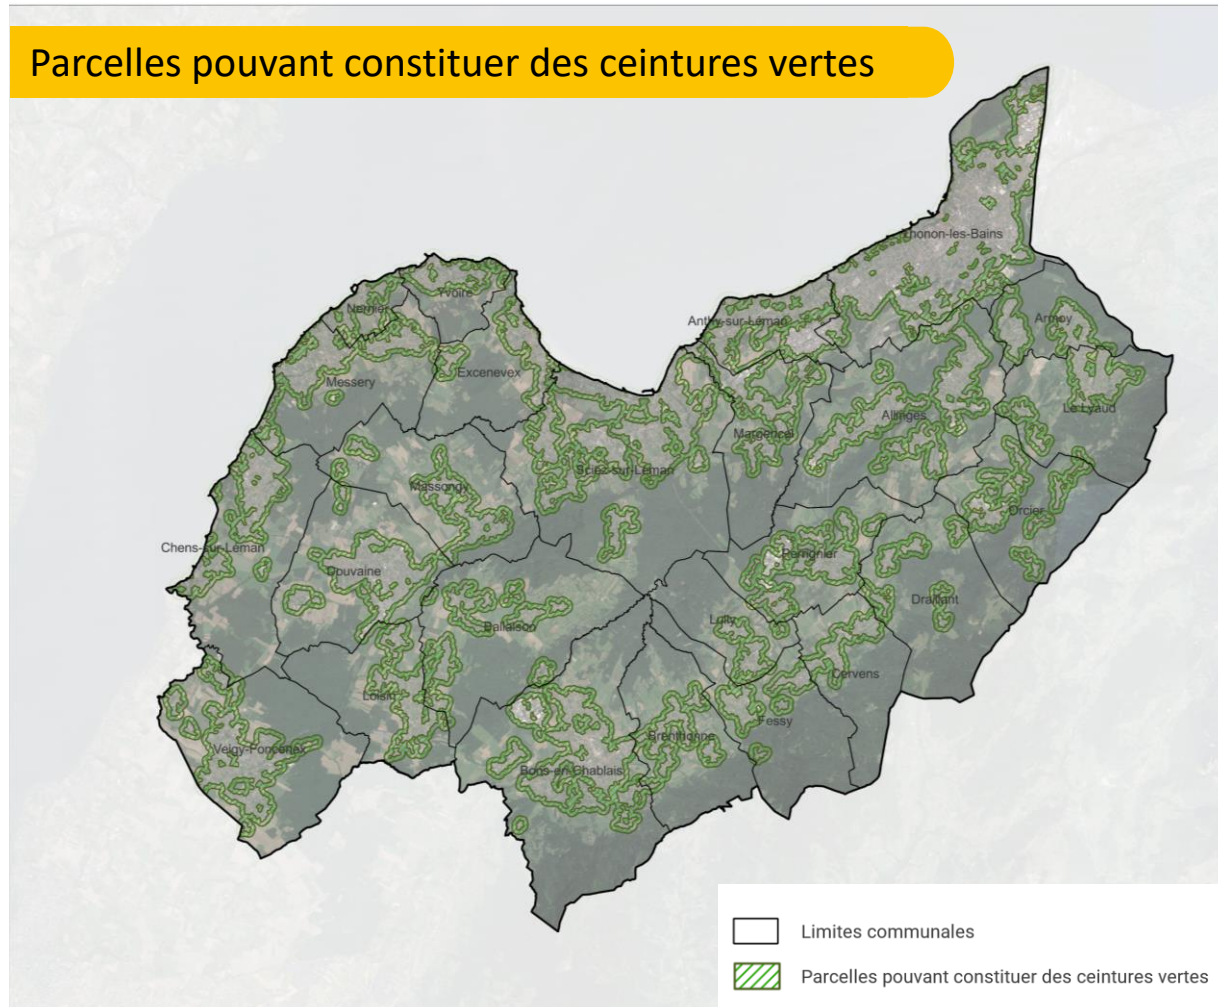 Parcelles pouvant constituer des ceintures vertes
Thonon-les-Bains
Yvoire
Nernier
Anthy-sur-Léman
Armoy
Excenevex
Messery
Le Lyaud
Allinges
Margencel
Sciez-sur-Léman
Massongy
Orcier
Chens-sur-Léman
Perrignier
Douvaine
Draillant
Lully
Ballaison
Cervens
Loisin
Fessy
Brenthonne
Veigy-Foncenex
Bons-en-Chablais
Limites communales
Parcelles pouvant constituer des ceintures vertes